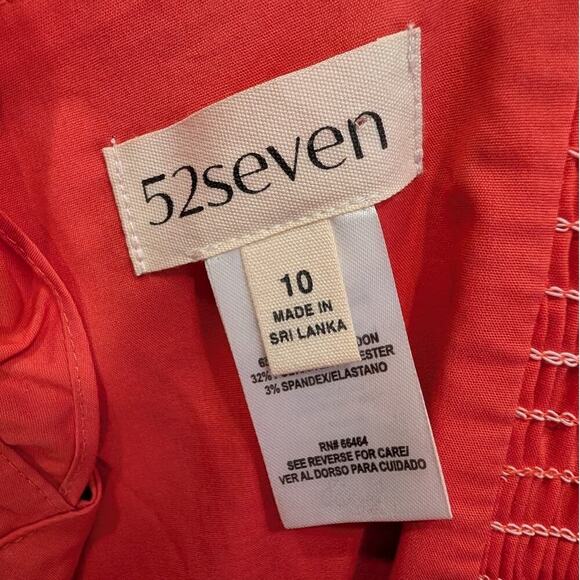 52seven
10
MADE IN
SRI LANKA
32%
3% SPANDEX/ELASTANO
RN# 66464
SEE REVERSE FOR CARE/
VER AL DORSO PARA CUIDADO